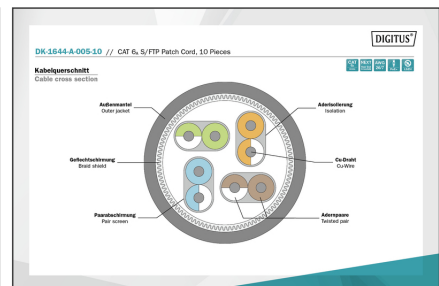 DIGITUS®
DK-1644-A-005-10 // CAT 6A S/FTP Patch Cord, 10 Pieces
Kabelquerschnitt
Cable cross section
Außenmantel
Outer jacket
Aderisolierung
Isolation
Geflechtschirmung
Braid shield
Cu-Draht
Cu-Wire
Paarabschirmung
Pair screen
Aderpaare
Twisted pair